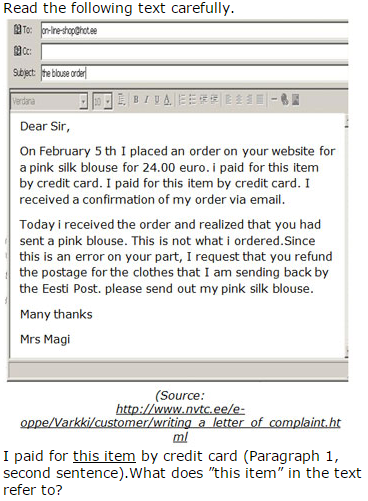 Read the following text carefully.
To: on-line-shop@hot.ee
Cc:
Subject: the blouse order
Verdana 10 B I U A
Dear Sir,
On February 5 th I placed an order on your website for
a pink silk blouse for 24.00 euro. i paid for this item
by credit card. I paid for this item by credit card. I
received a confirmation of my order via email.
Today i received the order and realized that you had
sent a pink blouse. This is not what i ordered.Since
this is an error on your part, I request that you refund
the postage for the clothes that I am sending back by
the Eesti Post. please send out my pink silk blouse.
Many thanks
Mrs Magi
(Source:
http://www.nvtc.ee/e-
oppe/Varkki/customer/writing_a_letter_of_complaint.ht
ml
I paid for this item by credit card (Paragraph 1,
second sentence).What does ”this item” in the text
refer to?